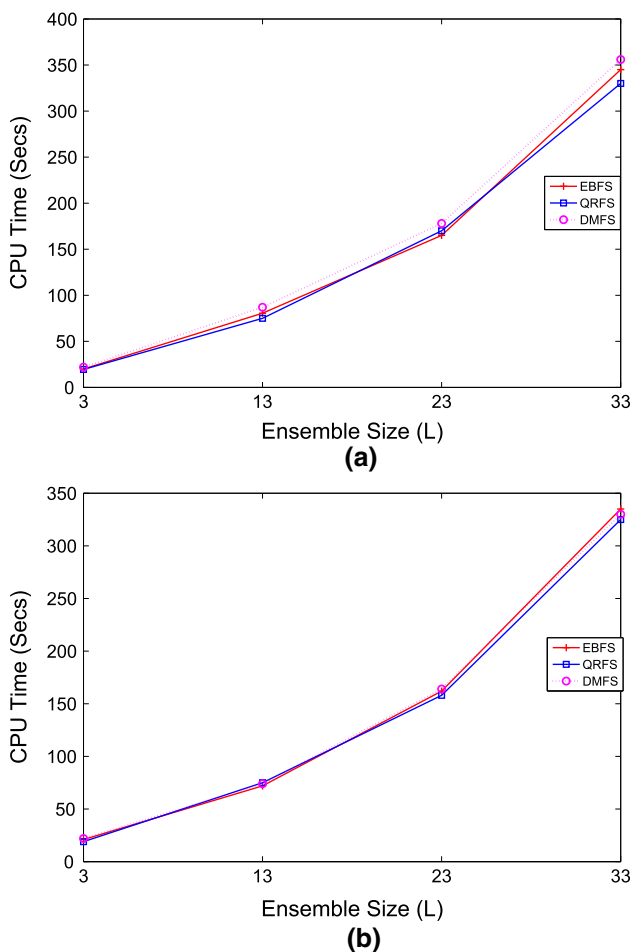 400
350
300
250
200
150
100
50
0
CPU Time (Secs)
EBFS
QRFS
DMFS
3 13 23 33
Ensemble Size (L)
(a)
350
300
250
200
150
100
50
0
CPU Time (Secs)
EBFS
QRFS
DMFS
3 13 23 33
Ensemble Size (L)
(b)